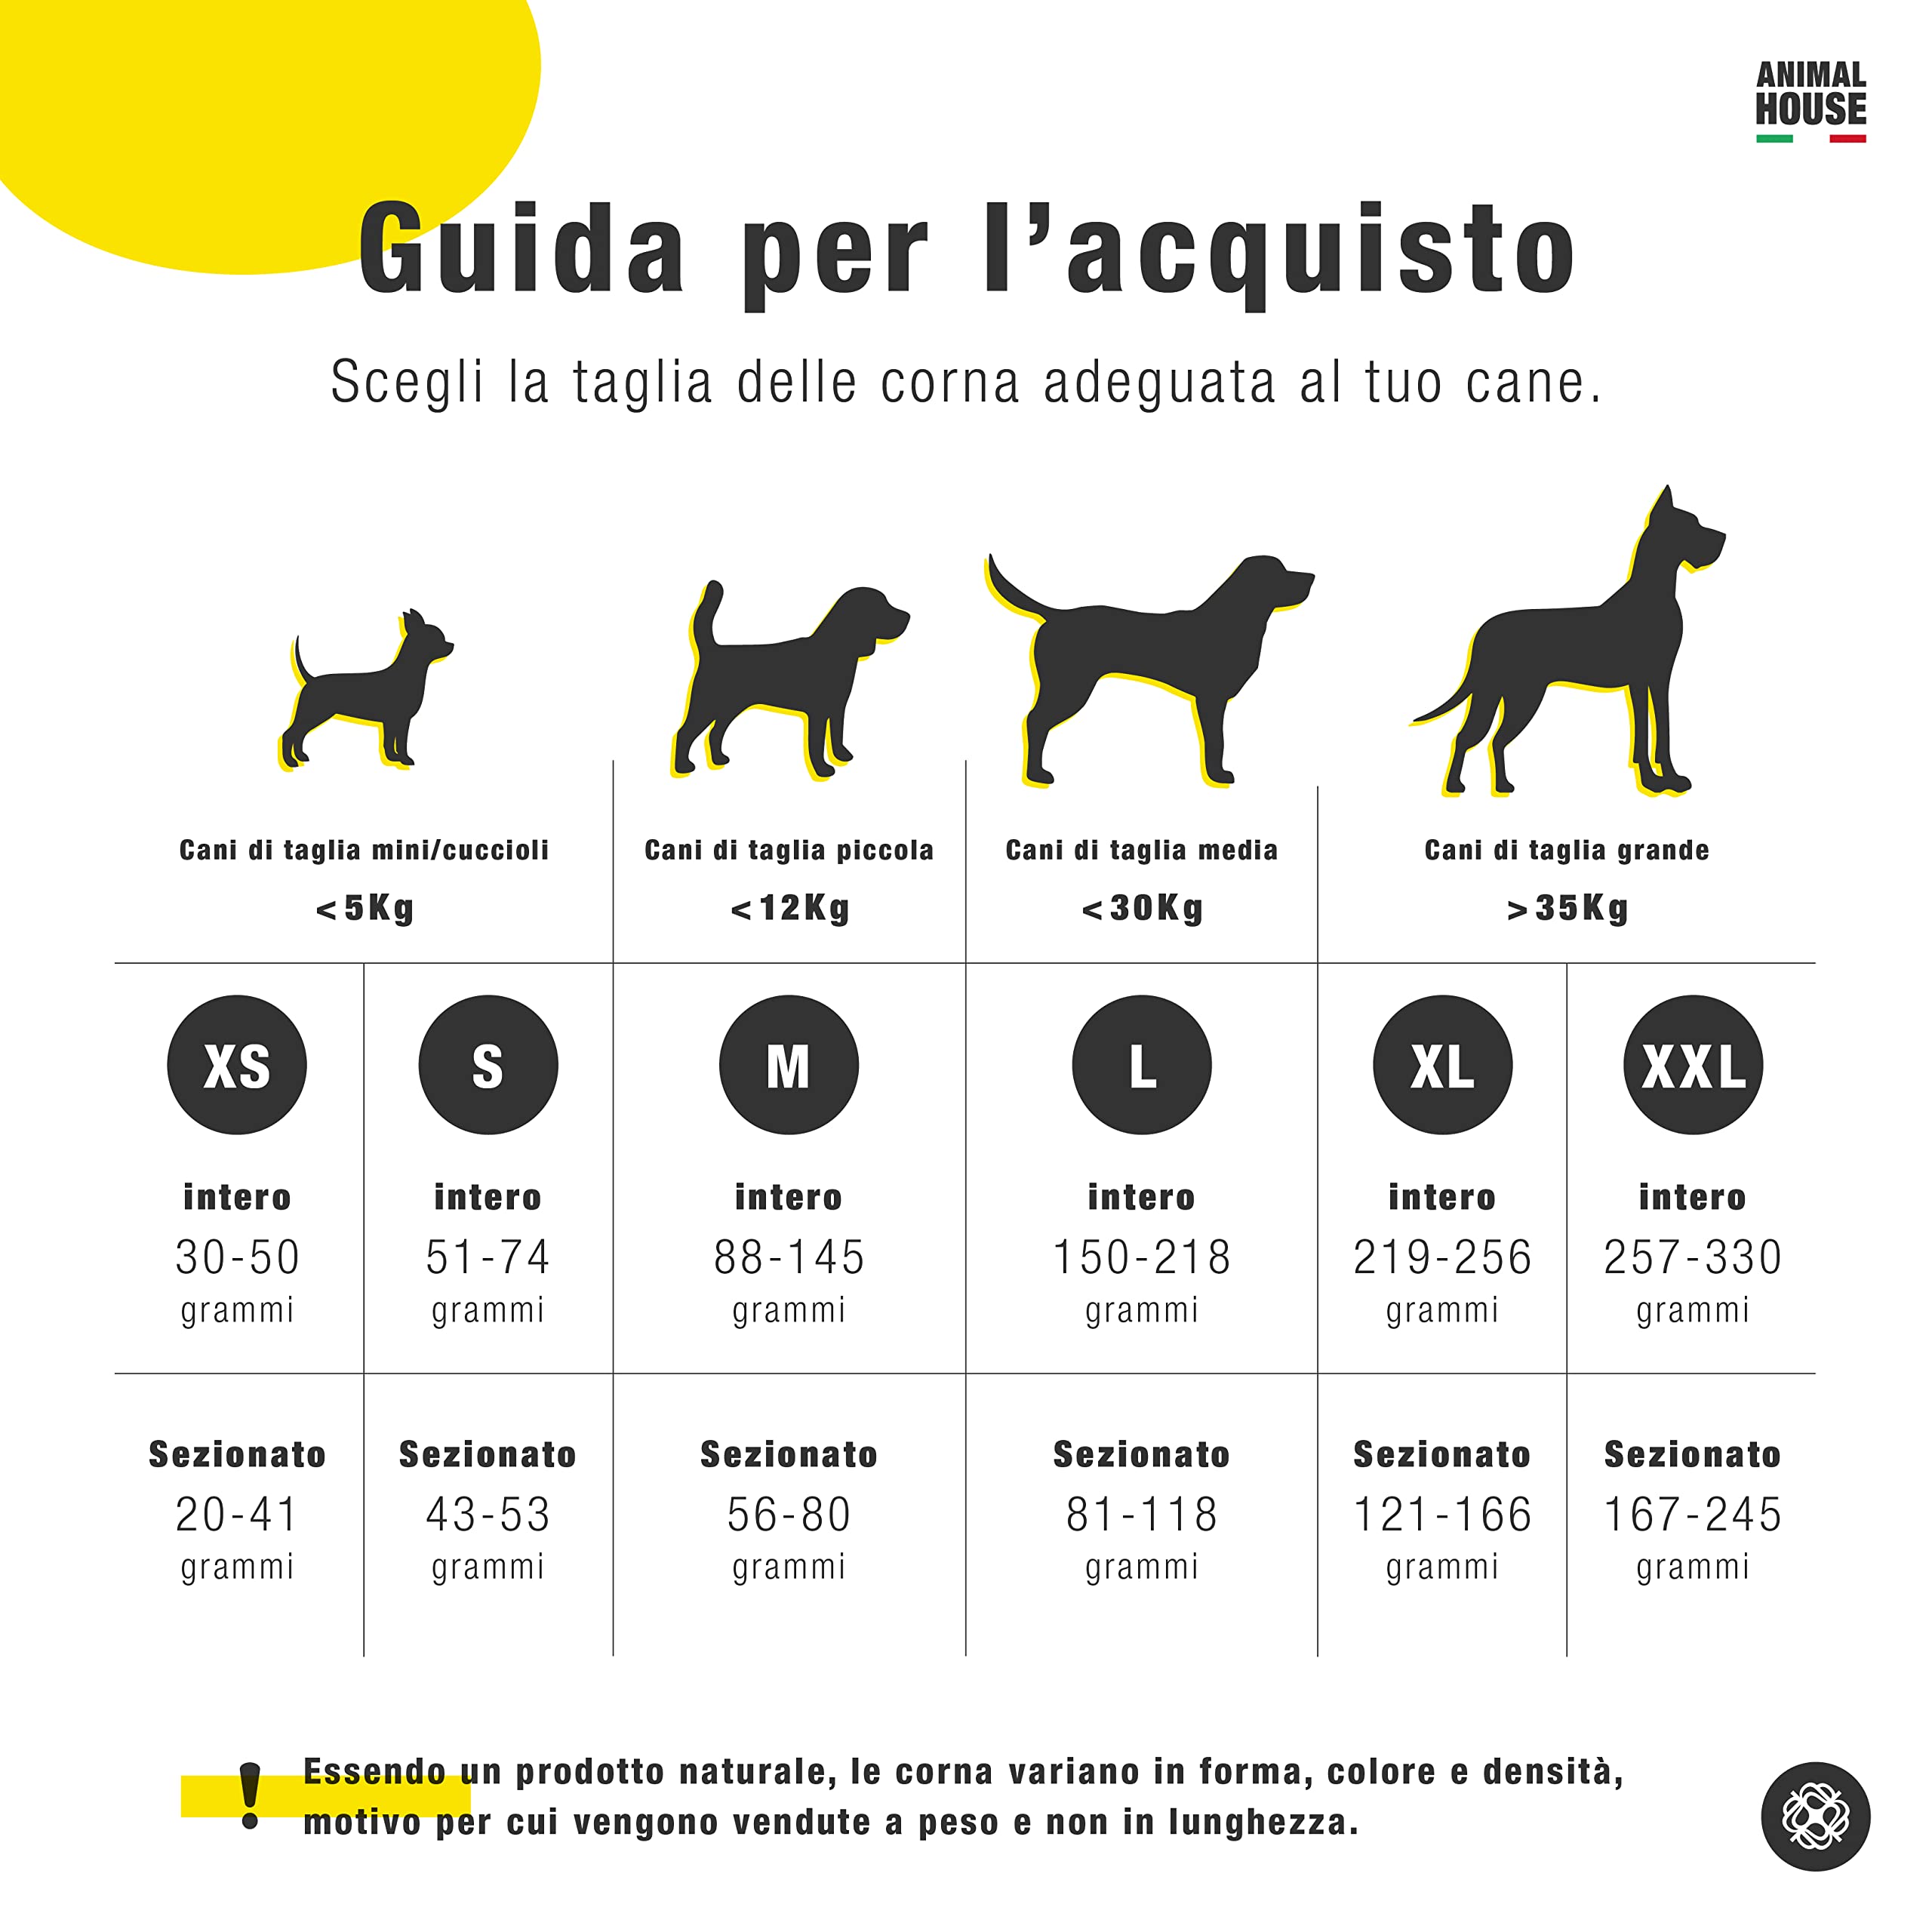 ANIMAL
HOUSE
Guida per l’acquisto
Scegli la taglia delle corna adeguata al tuo cane.
Cani di taglia mini/cuccioli
<5Kg
Cani di taglia piccola
<12Kg
Cani di taglia media
<30Kg
Cani di taglia grande
>35Kg
XS
S
M
L
XL
XXL
intero
30-50
grammi
intero
51-74
grammi
intero
88-145
grammi
intero
150-218
grammi
intero
219-256
grammi
intero
257-330
grammi
Sezionato
20-41
grammi
Sezionato
43-53
grammi
Sezionato
56-80
grammi
Sezionato
81-118
grammi
Sezionato
121-166
grammi
Sezionato
167-245
grammi
! Essendo un prodotto naturale, le corna variano in forma, colore e densità,
motivo per cui vengono vendute a peso e non in lunghezza.